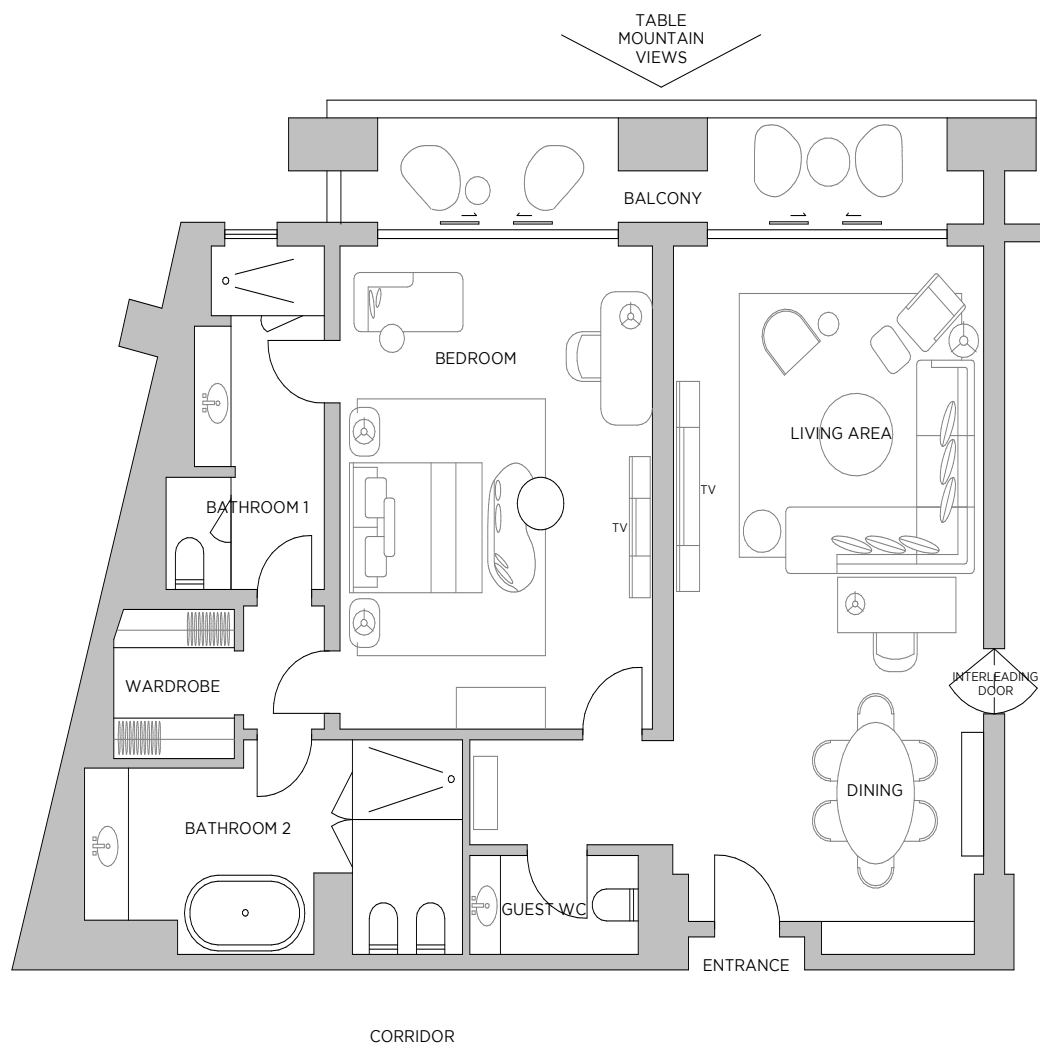 TABLE
MOUNTAIN
VIEWS
BALCONY
BEDROOM
LIVING AREA
TV
BATHROOM 1
TV
INTERLEADING
DOOR
WARDROBE
DINING
BATHROOM 2
GUEST WC
ENTRANCE
CORRIDOR